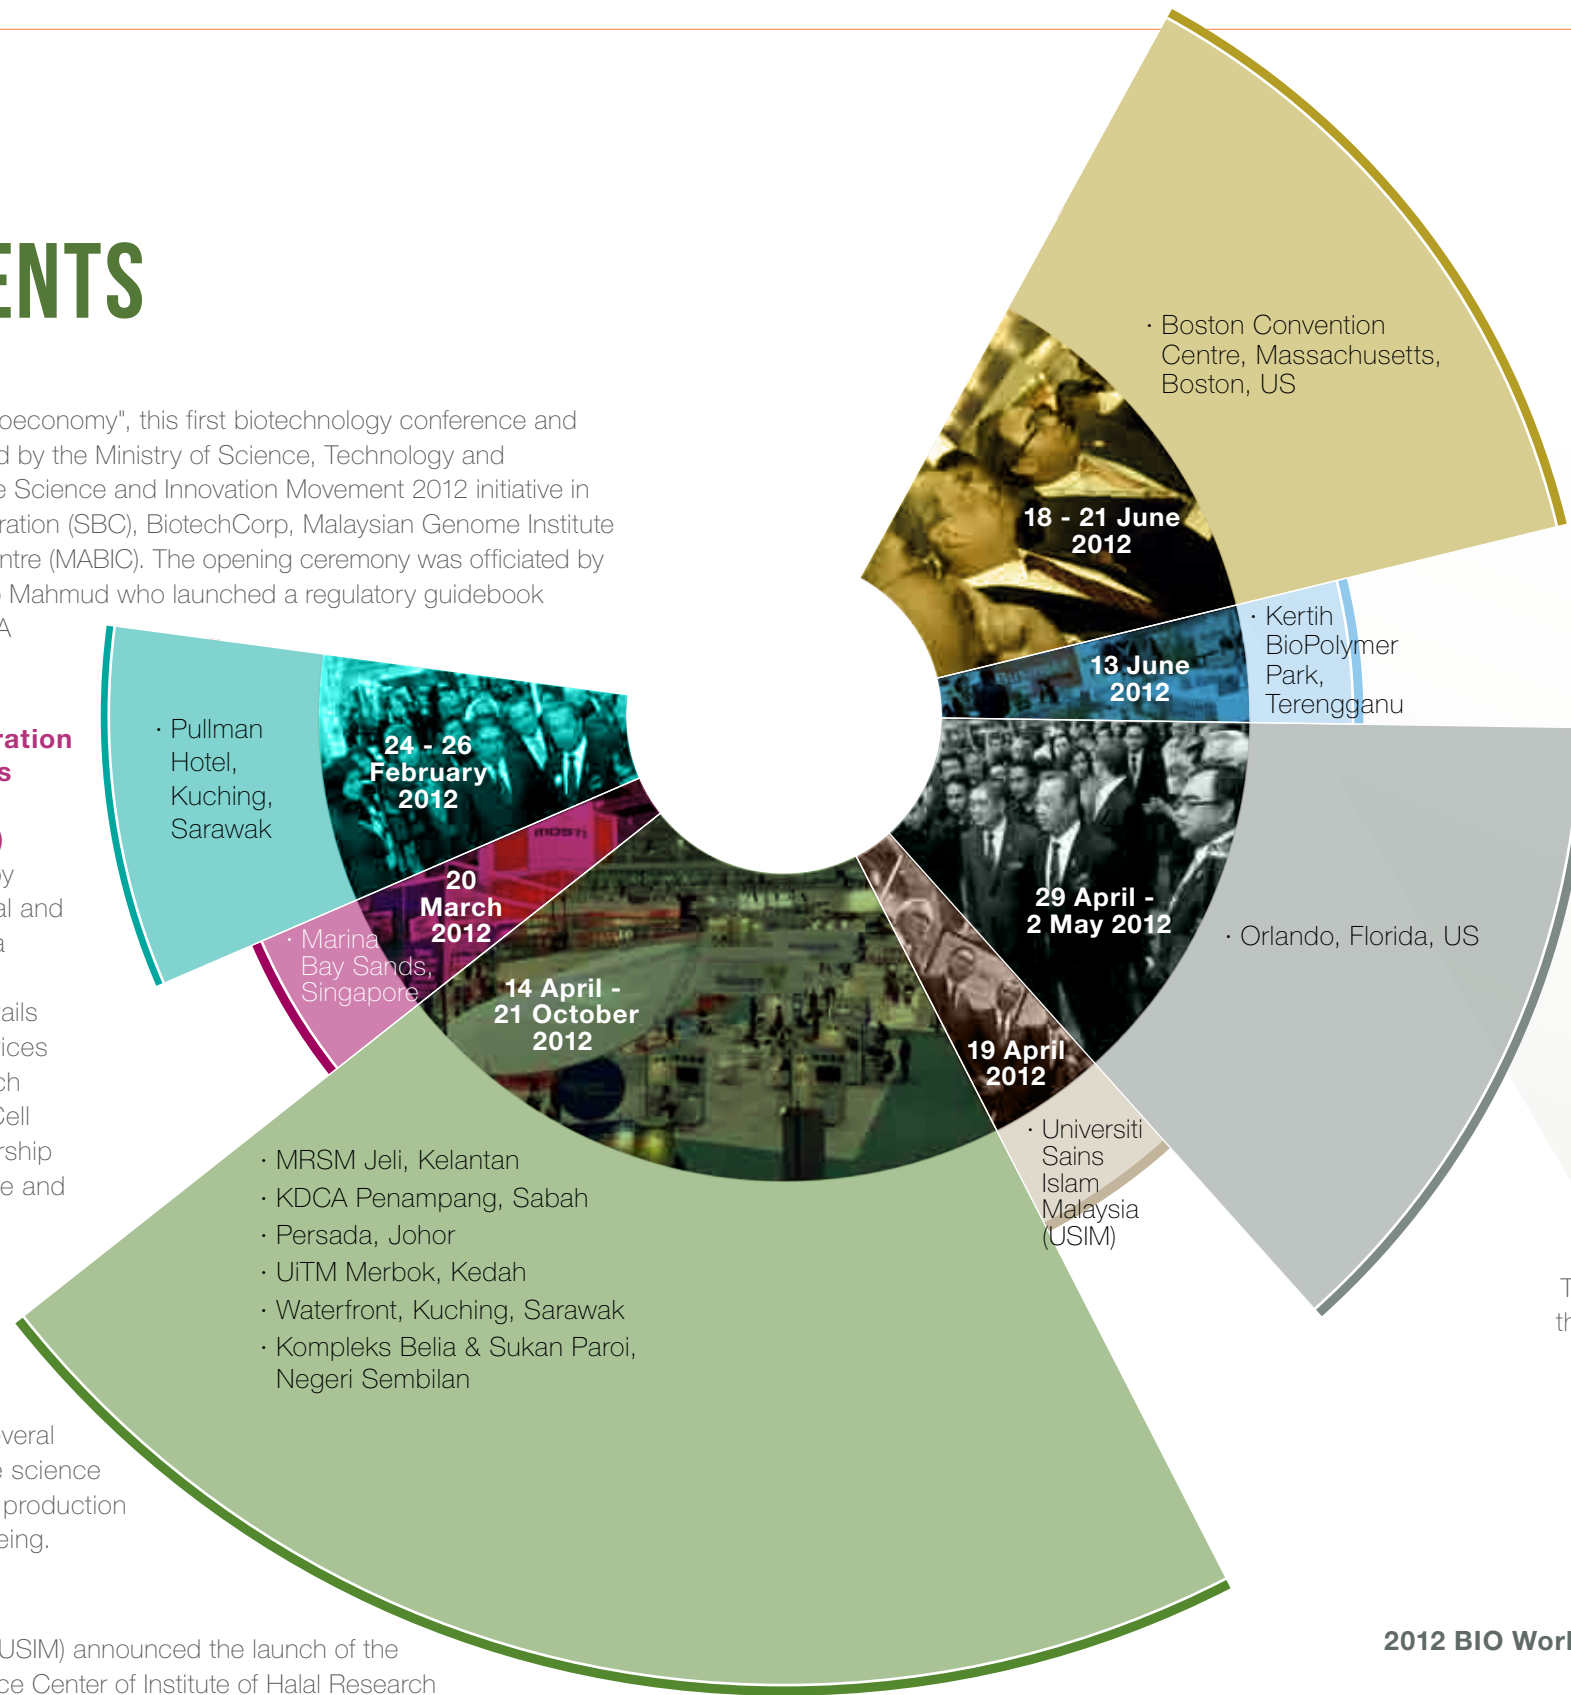 ENTS
oeconomy", this first biotechnology conference and
d by the Ministry of Science, Technology and
e Science and Innovation Movement 2012 initiative in
ration (SBC), BiotechCorp, Malaysian Genome Institute
ntre (MABIC). The opening ceremony was officiated by
Mahmud who launched a regulatory guidebook
A
ration
s
)
by
al and
a
ails
ices
ch
Cell
rship
e and
veral
e science
production
eing.
USIM) announced the launch of the
ce Center of Institute of Halal Research
· Pullman
Hotel,
Kuching,
Sarawak
24 - 26
February
2012
mosti
20
March
2012
· Marina
Bay Sands,
Singapore
14 April -
21 October
2012
· MRSM Jeli, Kelantan
· KDCA Penampang, Sabah
· Persada, Johor
· UiTM Merbok, Kedah
· Waterfront, Kuching, Sarawak
· Kompleks Belia & Sukan Paroi,
Negeri Sembilan
19 April
2012
· Universiti
Sains
Islam
Malaysia
(USIM)
29 April -
2 May 2012
· Orlando, Florida, US
13 June
2012
· Kertih
BioPolymer
Park,
Terengganu
18 - 21 June
2012
· Boston Convention
Centre, Massachusetts,
Boston, US
T
th
2012 BIO Worl